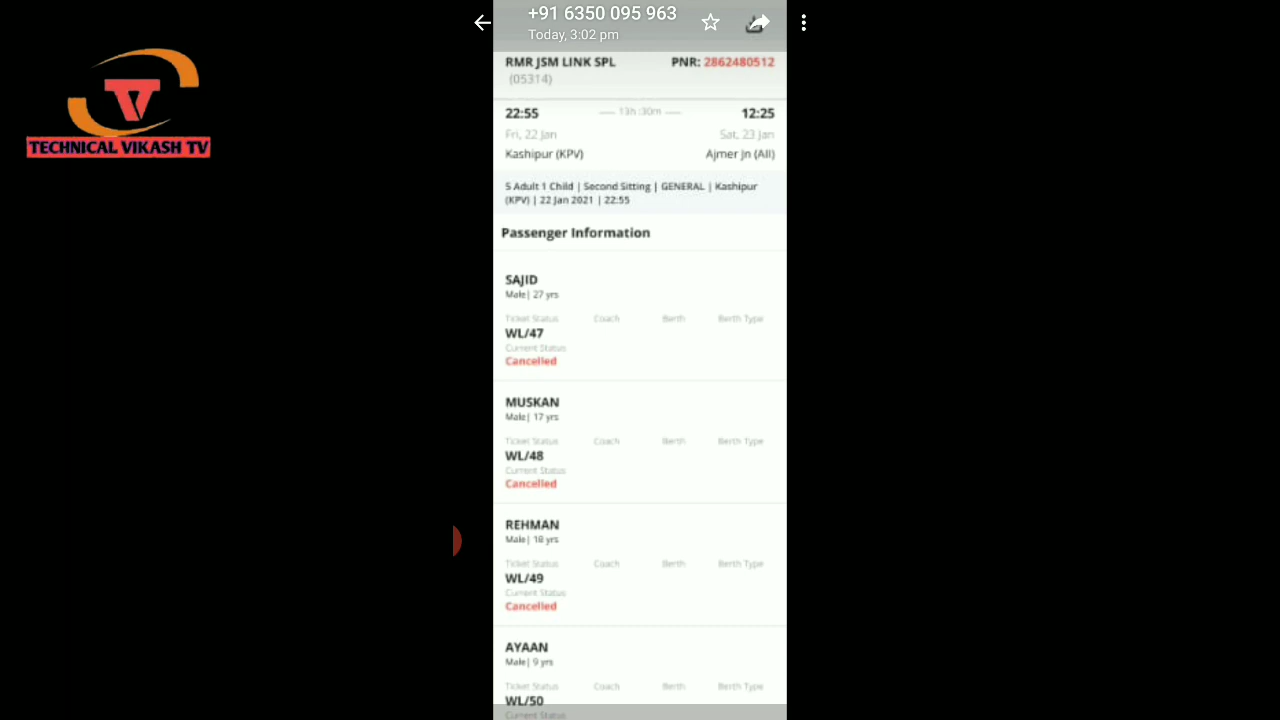 +91 6350 095 963
Today, 3:02 pm
V
TECHNICAL VIKASH TV
RMR JSM LINK SPL PNR: 2862480512
(05314)
22:55 13h :30m 12:25
Fri, 22 Jan Sat, 23 Jan
Kashipur (KPV) Ajmer Jn (All)
5 Adult 1 Child | Second Sitting | GENERAL | Kashipur
(KPV) | 22 Jan 2021 | 22:55
Passenger Information
SAJID
Male| 27 yrs
Ticket Status Coach Berth Berth Type
WL/47
Current Status
Cancelled
MUSKAN
Male| 17 yrs
Ticket Status Coach Berth Berth Type
WL/48
Current Status
Cancelled
REHMAN
Male| 18 yrs
Ticket Status Coach Berth Berth Type
WL/49
Current Status
Cancelled
AYAAN
Male| 9 yrs
Ticket Status Coach Berth Berth Type
WL/50
Current Status